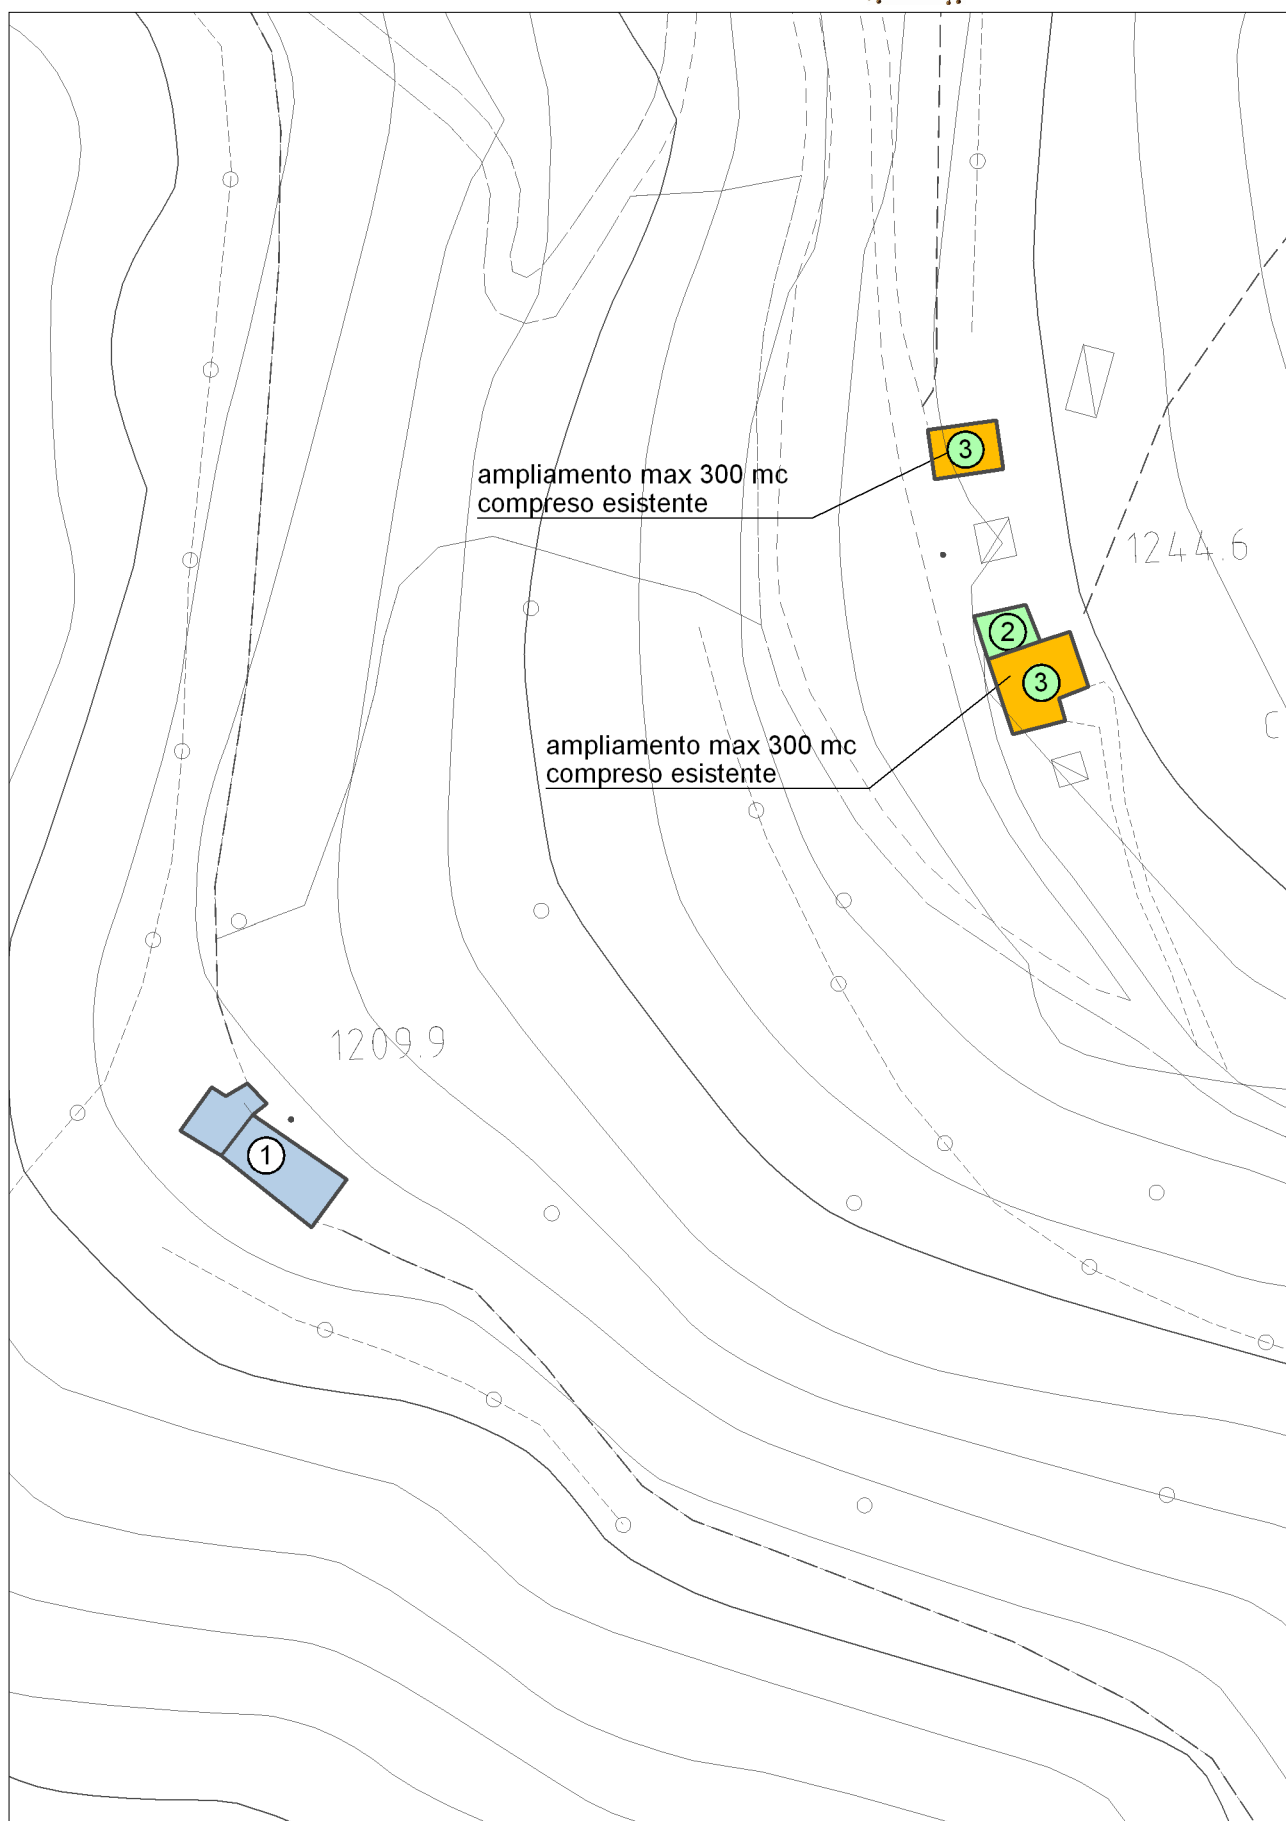 3
ampliamento max 300 mc
compreso esistente
1244.6
2
3
ampliamento max 300 mc
compreso esistente
1209.9
1